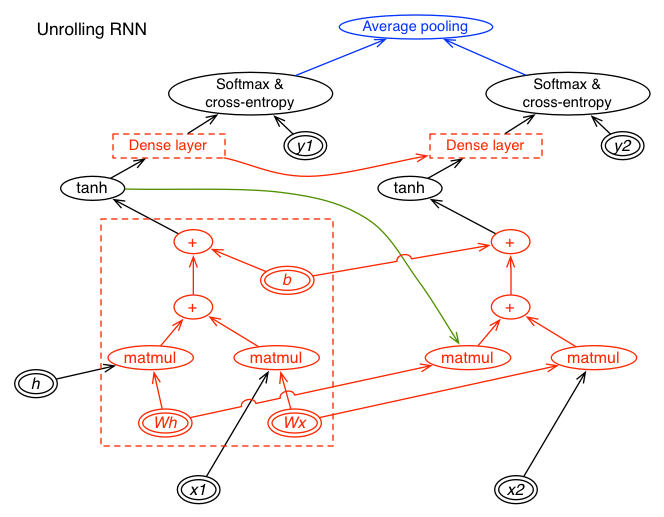 Unrolling RNN
Average pooling
Softmax &
cross-entropy
Softmax &
cross-entropy
Dense layer
y1
Dense layer
y2
tanh
tanh
+
+
b
+
+
matmul
matmul
matmul
matmul
h
Wh
Wx
x1
x2